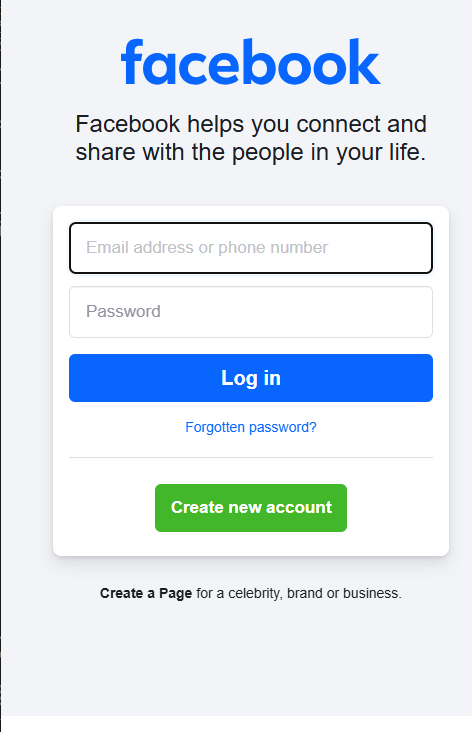 facebook
Facebook helps you connect and
share with the people in your life.
Email address or phone number
Password
Log in
Forgotten password?
Create new account
Create a Page for a celebrity, brand or business.